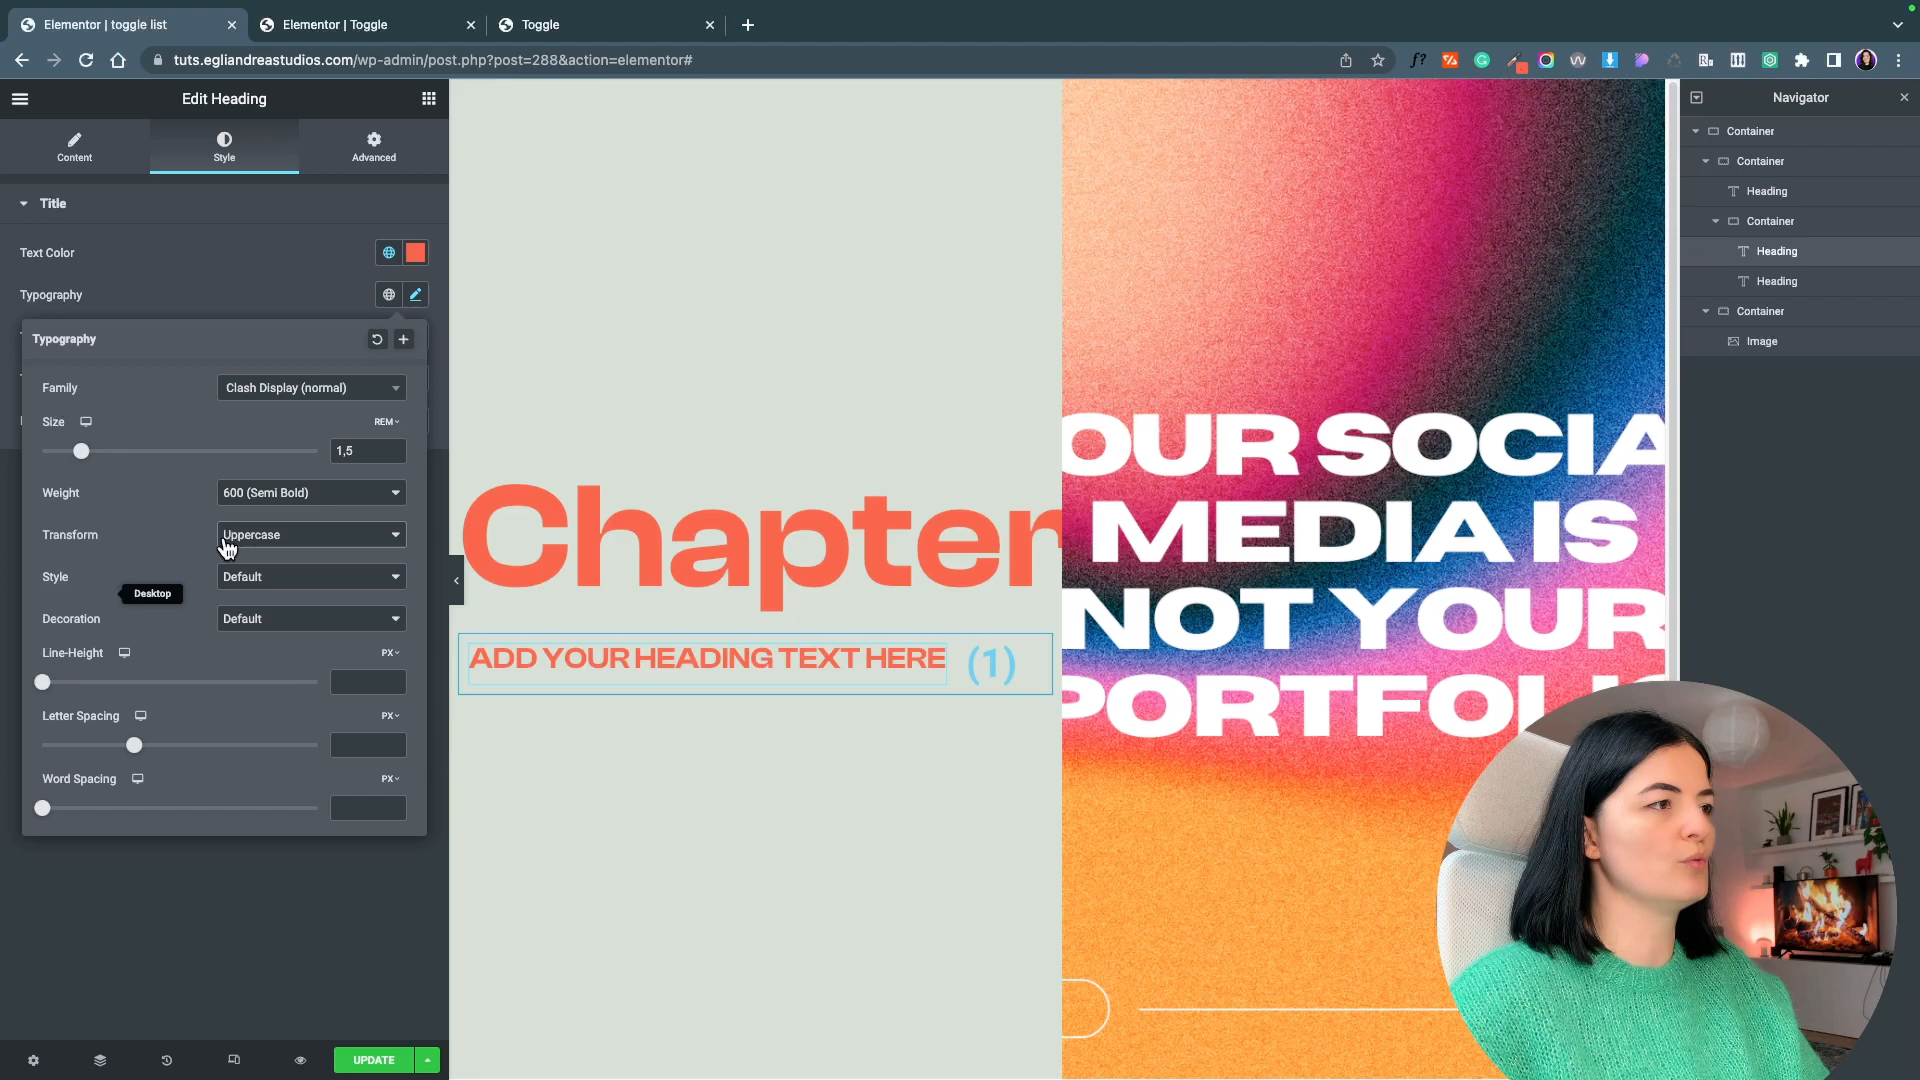 Elementor | toggle list
Elementor | Toggle
Toggle
tuts.egliandreastudios.com/wp-admin/post.php?post=288&action=elementor#
f?
Edit Heading
Content
Style
Advanced
Title
Text Color
Typography
Typography
Family
Clash Display (normal)
Size
REM
1,5
Weight
600 (Semi Bold)
Transform
Uppercase
Style
Default
Desktop
Decoration
Default
Line-Height
PX
Letter Spacing
PX
Word Spacing
PX
UPDATE
Chapter
ADD YOUR HEADING TEXT HERE
(1)
OUR SOCIA
MEDIA IS
NOT YOUR
PORTFOLIO
Navigator
Container
Container
Heading
Container
Heading
Heading
Container
Image